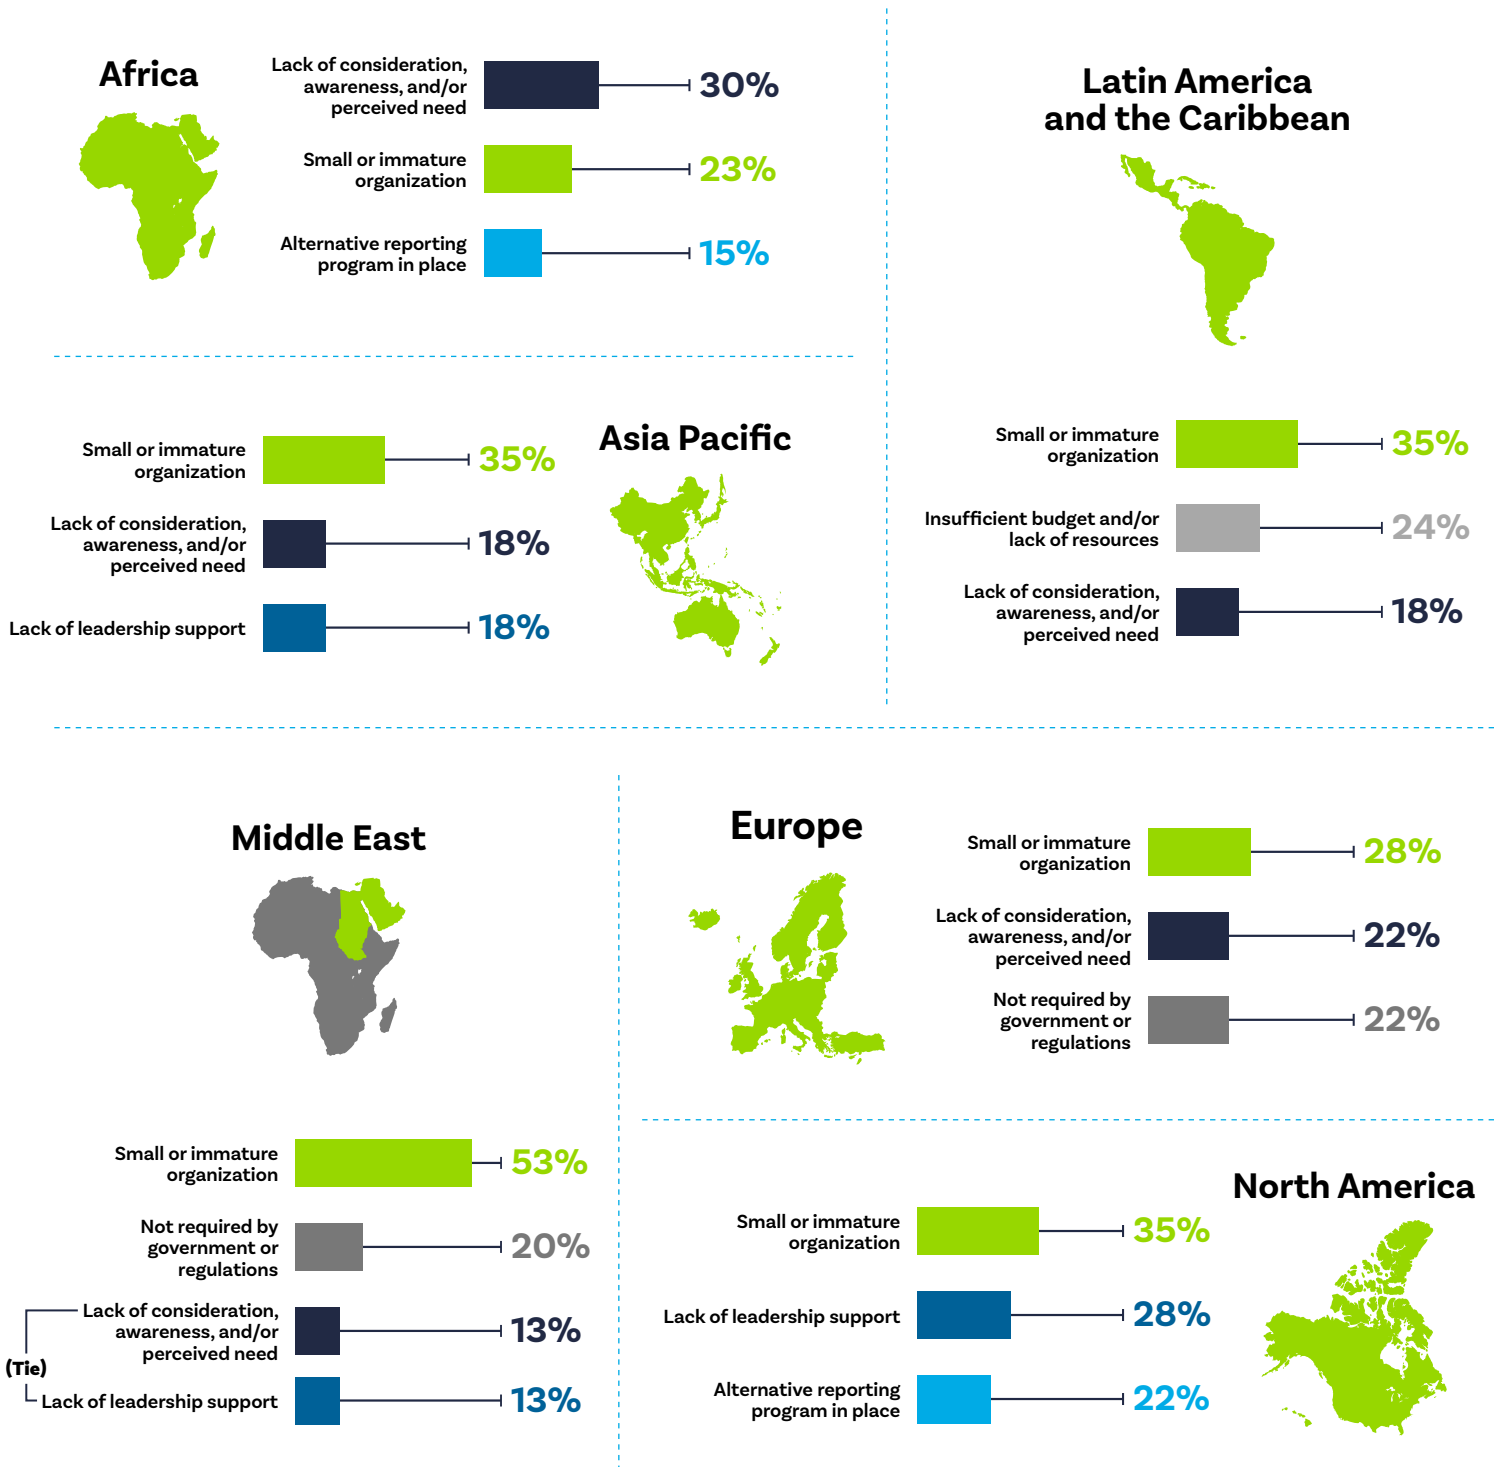 Africa
Lack of consideration,
awareness, and/or
perceived need
30%
Small or immature
organization
23%
Alternative reporting
program in place
15%
Latin America
and the Caribbean
Small or immature
organization
35%
Insufficient budget and/or
lack of resources
24%
Lack of consideration,
awareness, and/or
perceived need
18%
Asia Pacific
Small or immature
organization
35%
Lack of consideration,
awareness, and/or
perceived need
18%
Lack of leadership support
18%
Middle East
Small or immature
organization
53%
Not required by
government or
regulations
20%
(Tie)
Lack of consideration,
awareness, and/or
perceived need
13%
Lack of leadership support
13%
Europe
Small or immature
organization
28%
Lack of consideration,
awareness, and/or
perceived need
22%
Not required by
government or
regulations
22%
North America
Small or immature
organization
35%
Lack of leadership support
28%
Alternative reporting
program in place
22%